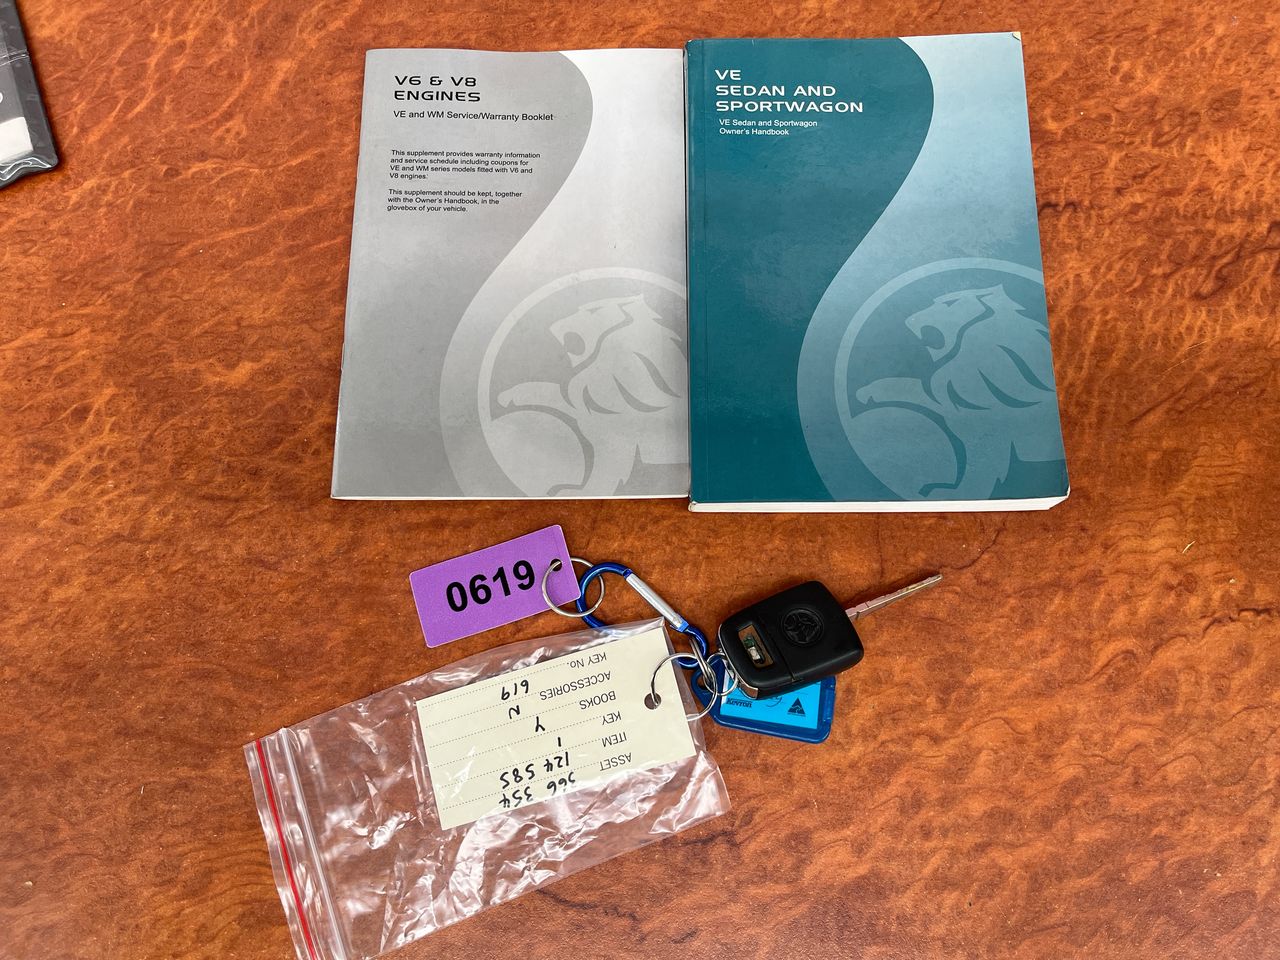 V6 & V8
ENGINES
VE and WM Service/Warranty Booklet
This supplement provides warranty information
and service schedule including coupons for
VE and WM series models fitted with V6 and
V8 engines.
This supplement should be kept, together
with the Owner's Handbook, in the
glovebox of your vehicle.
VE
SEDAN AND
SPORTWAGON
VE Sedan and Sportwagon
Owner's Handbook
0619
ASSET 366 354
ITEM 124 585
KEY 1
BOOKS Y
ACCESSORIES N
KEY No. 619